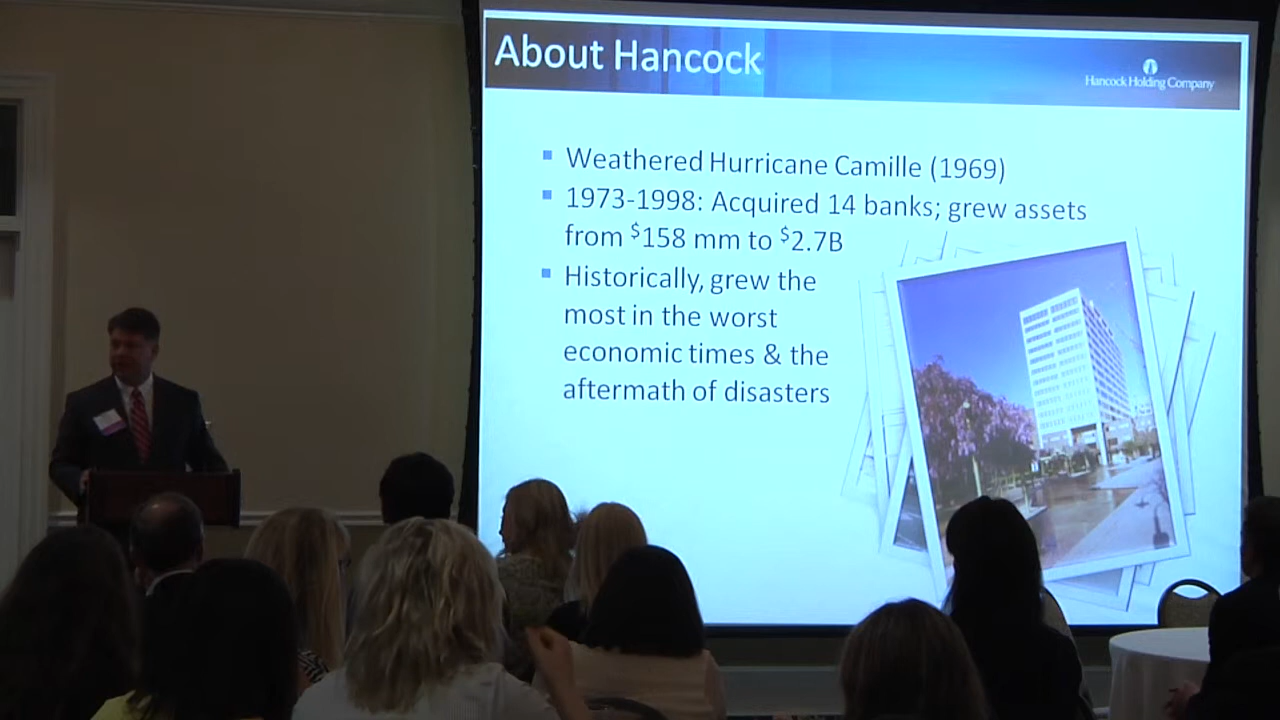 About Hancock
Hancock Holding Company
Weathered Hurricane Camille (1969)
1973-1998: Acquired 14 banks; grew assets
from $158 mm to $2.7B
Historically, grew the
most in the worst
economic times & the
aftermath of disasters